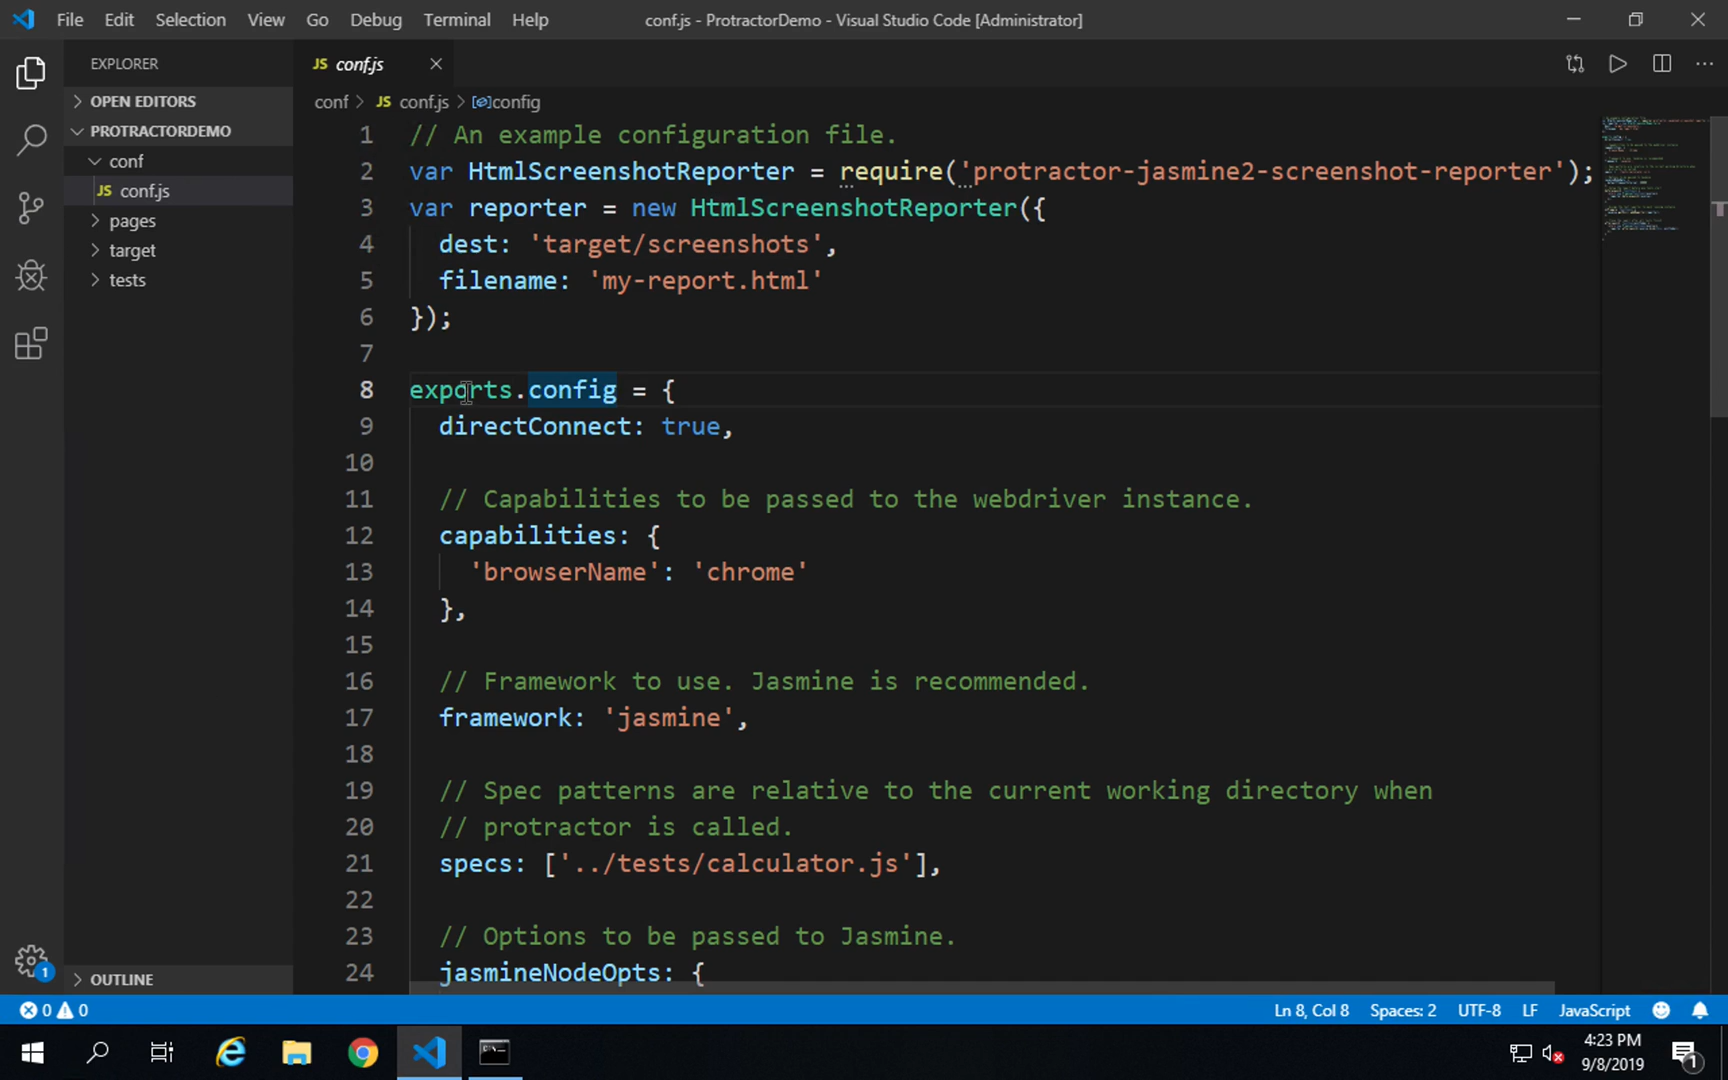 File Edit Selection View Go Debug Terminal Help
conf.js - ProtractorDemo - Visual Studio Code [Administrator]
EXPLORER
OPEN EDITORS
PROTRACTORDEMO
conf
JS conf.js
pages
target
tests
OUTLINE
JS conf.js
conf > JS conf.js > config
1 // An example configuration file.
2 var HtmlScreenshotReporter = require('protractor-jasmine2-screenshot-reporter');
3 var reporter = new HtmlScreenshotReporter({
4 dest: 'target/screenshots',
5 filename: 'my-report.html'
6 });
7
8 exports.config = {
9 directConnect: true,
10
11 // Capabilities to be passed to the webdriver instance.
12 capabilities: {
13 'browserName': 'chrome'
14 },
15
16 // Framework to use. Jasmine is recommended.
17 framework: 'jasmine',
18
19 // Spec patterns are relative to the current working directory when
20 // protractor is called.
21 specs: ['../tests/calculator.js'],
22
23 // Options to be passed to Jasmine.
24 jasmineNodeOpts: {
1
0 0
Ln 8, Col 8 Spaces: 2 UTF-8 LF JavaScript
4:23 PM
9/8/2019
1